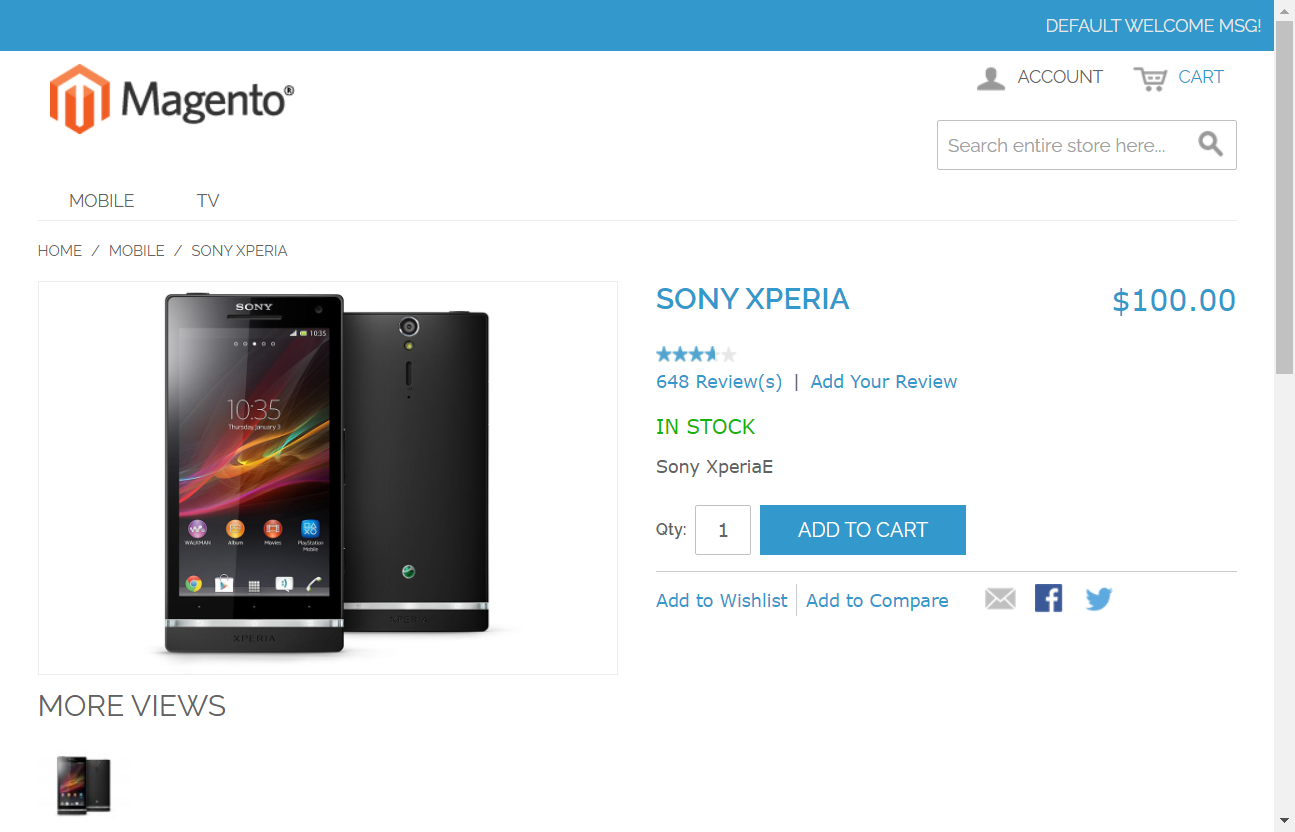 DEFAULT WELCOME MSG!
Magento®
ACCOUNT
CART
Search entire store here...
MOBILE
TV
HOME / MOBILE / SONY XPERIA
SONY
10:35
10:35
Thursday, January 3
WALKMAN
Album
Movies
PlayStation
Mobile
XPERIA
XPERIA
SONY XPERIA
$100.00
648 Review(s) | Add Your Review
IN STOCK
Sony XperiaE
Qty: 1
ADD TO CART
Add to Wishlist
Add to Compare
MORE VIEWS